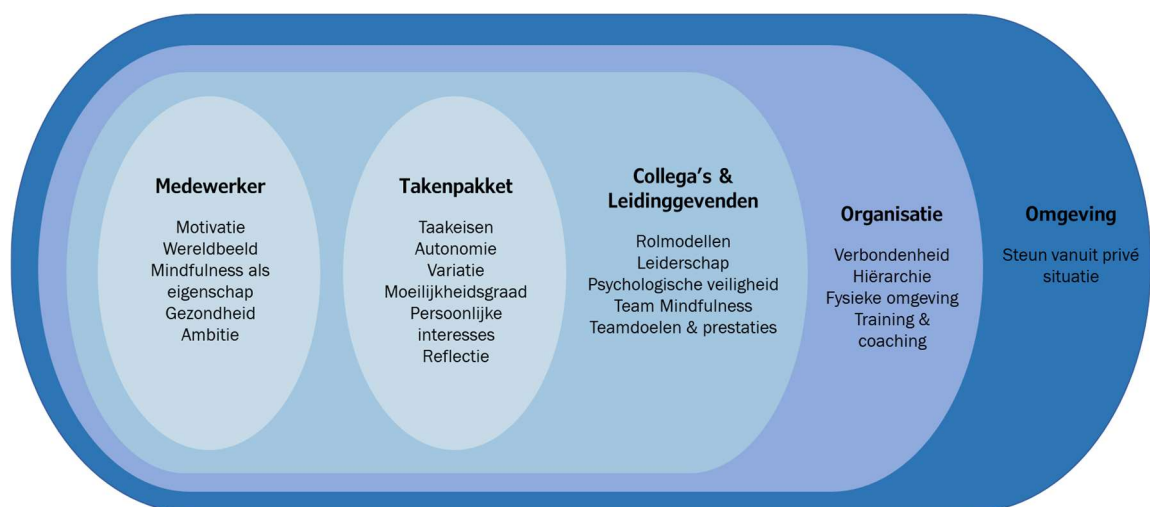 Medewerker
Motivatie
Wereldbeeld
Mindfulness als
eigenschap
Gezondheid
Ambitie
Takenpakket
Taakeisen
Autonomie
Variatie
Moeilijkheidsgraad
Persoonlijke
interesses
Reflectie
Collega's &
Leidinggevenden
Rolmodellen
Leiderschap
Psychologische veiligheid
Team Mindfulness
Teamdoelen & prestaties
Organisatie
Verbondenheid
Hiërarchie
Fysieke omgeving
Training &
coaching
Omgeving
Steun vanuit privé
situatie